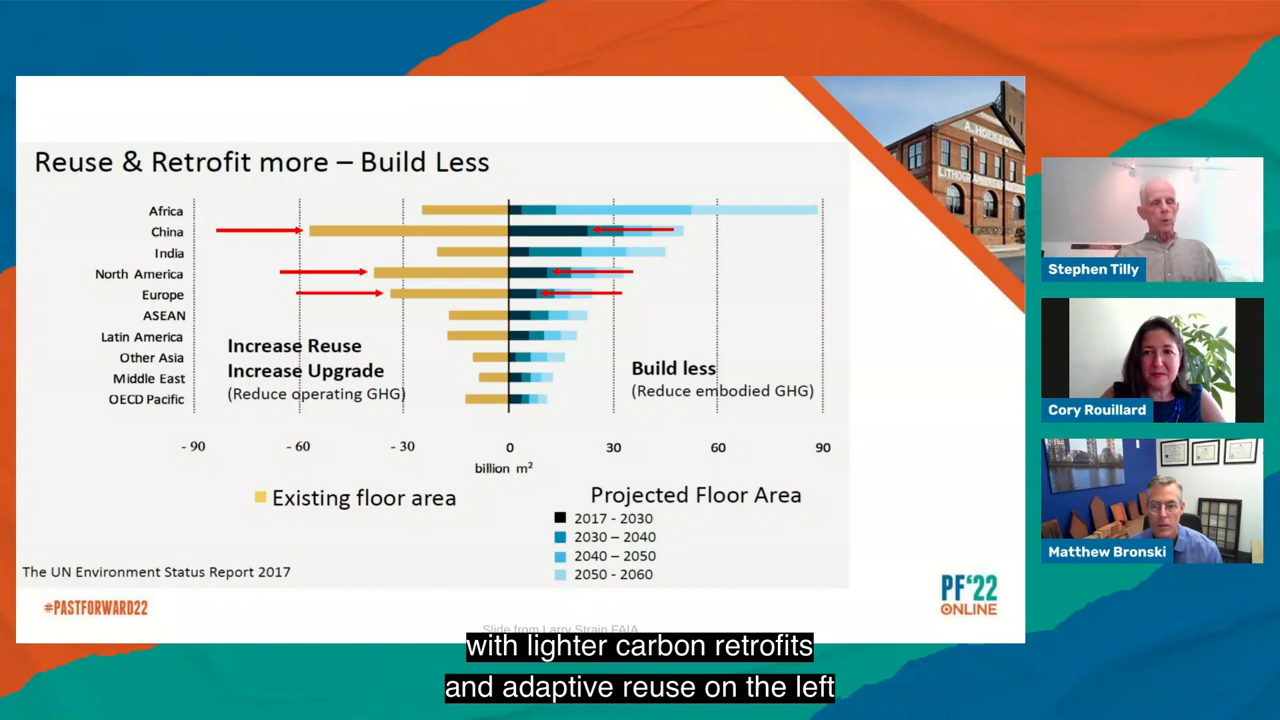 Reuse & Retrofit more – Build Less
Africa
China
India
North America
Europe
ASEAN
Latin America
Other Asia
Middle East
OECD Pacific
Increase Reuse
Increase Upgrade
(Reduce operating GHG)
Build less
(Reduce embodied GHG)
- 90
- 60
- 30
0
30
60
90
billion m²
Existing floor area
Projected Floor Area
2017 - 2030
2030 – 2040
2040 – 2050
2050 - 2060
The UN Environment Status Report 2017
#PASTFORWARD22
PF'22
ONLINE
Slide from Larry Strain FAIA
with lighter carbon retrofits
and adaptive reuse on the left
A. HOEN & C
Stephen Tilly
Cory Rouillard
Matthew Bronski